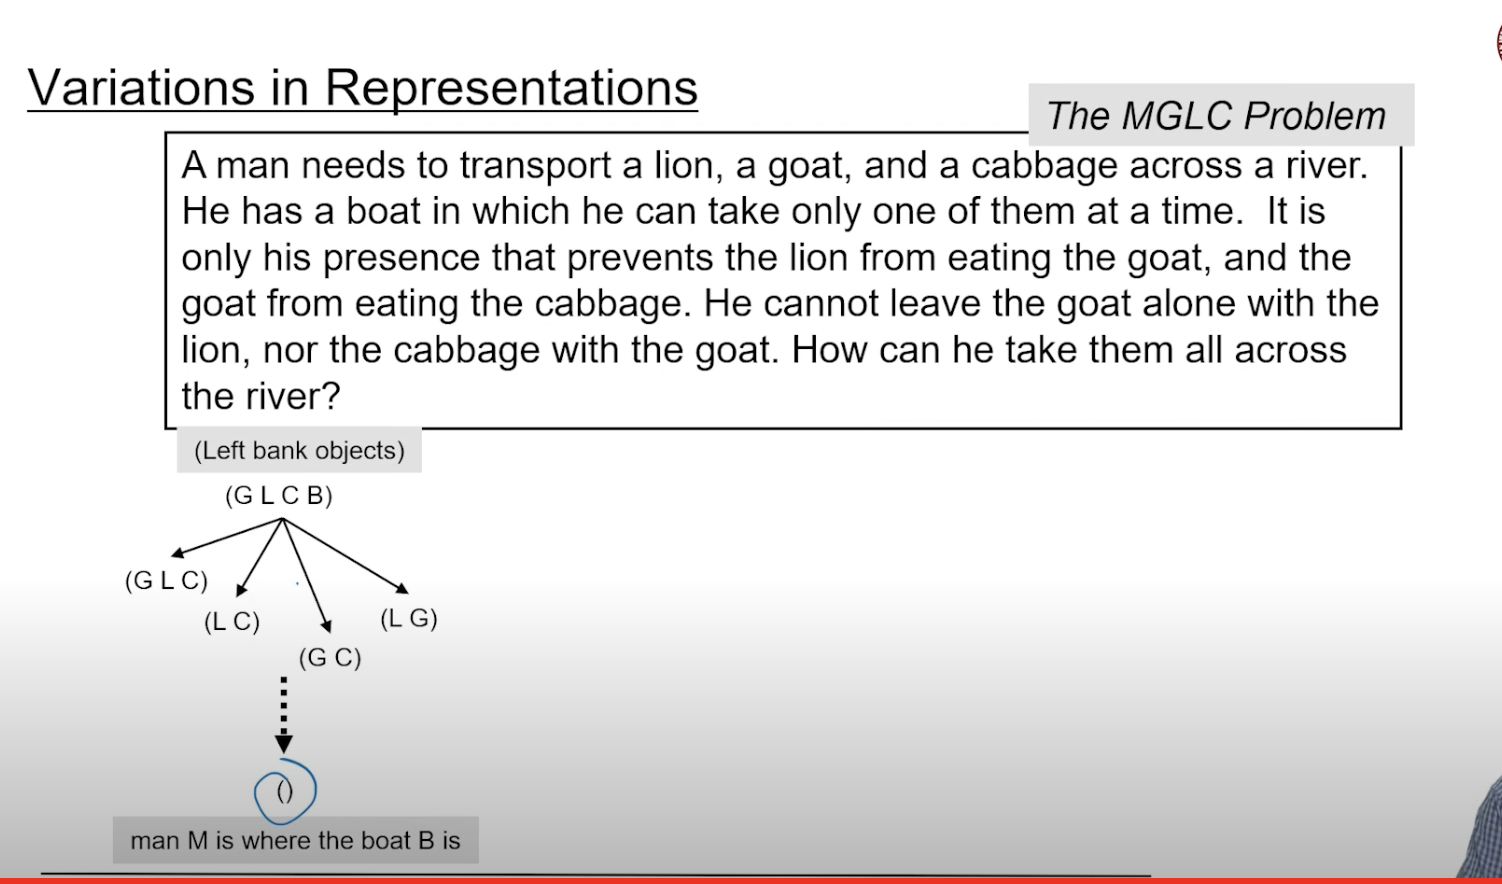 Variations in Representations
The MGLC Problem
A man needs to transport a lion, a goat, and a cabbage across a river.
He has a boat in which he can take only one of them at a time. It is
only his presence that prevents the lion from eating the goat, and the
goat from eating the cabbage. He cannot leave the goat alone with the
lion, nor the cabbage with the goat. How can he take them all across
the river?
(Left bank objects)
(G L C B)
(G L C)
(L C)
(L G)
(G C)
()
man M is where the boat B is